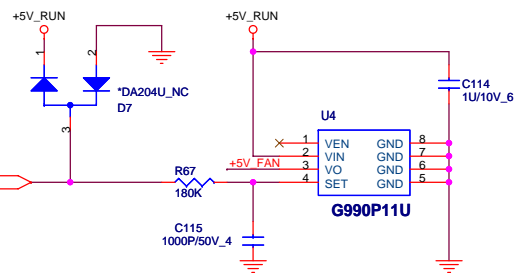 +5V_RUN
+5V_RUN
1
2
*DA204U_NC
D7
3
C114
1U/10V_6
U4
1 VEN GND 8
2 VIN GND 7
+5V_FAN 3 VO GND 6
4 SET GND 5
R67
180K
G990P11U
C115
1000P/50V_4